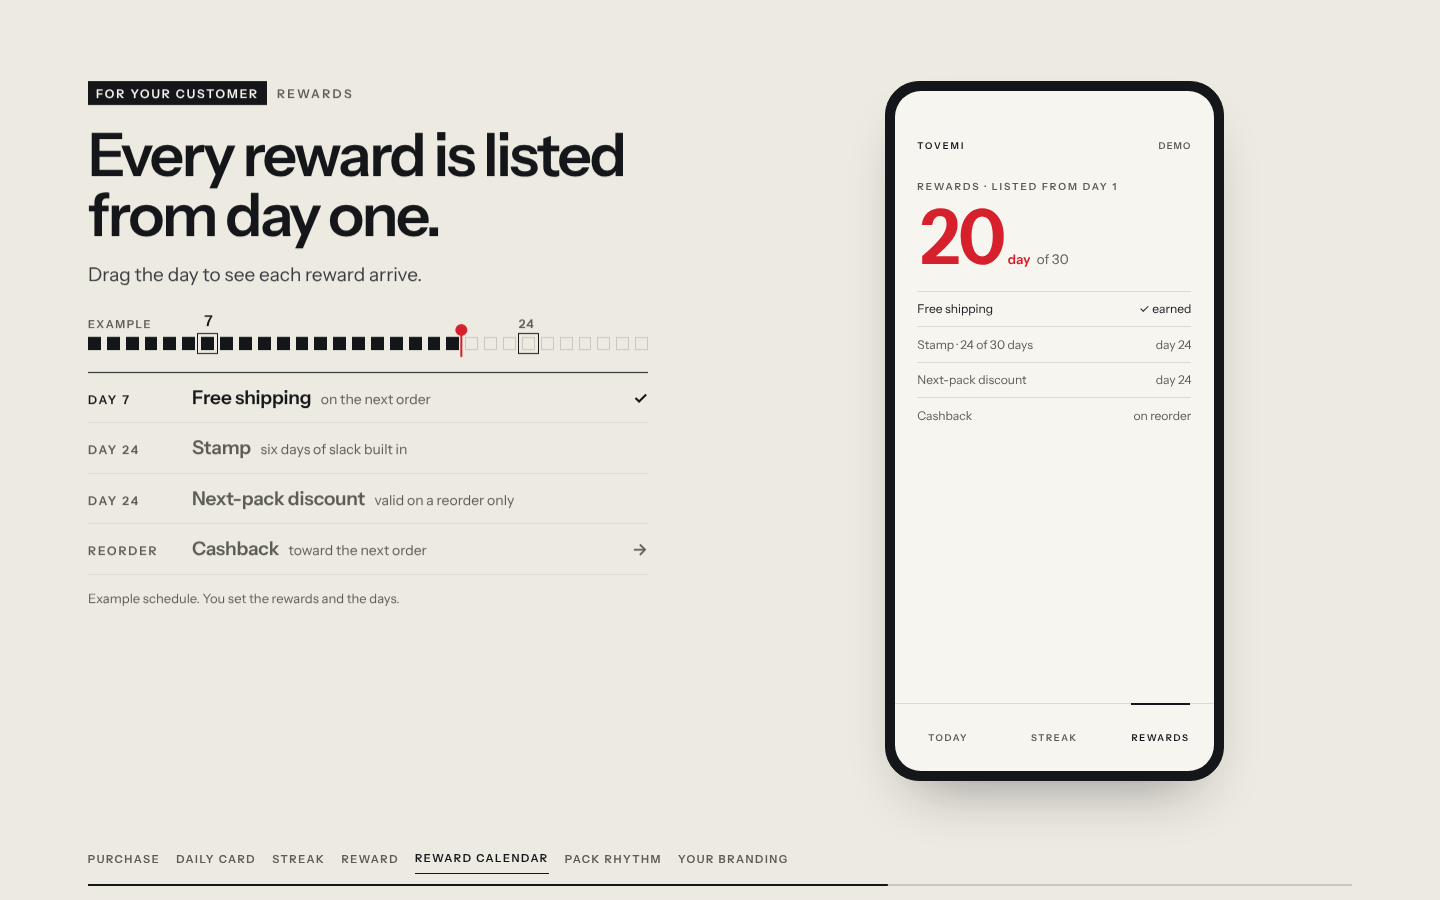 FOR YOUR CUSTOMER REWARDS
Every reward is listed
from day one.
Drag the day to see each reward arrive.
EXAMPLE 7 24
DAY 7 Free shipping on the next order ✓
DAY 24 Stamp six days of slack built in
DAY 24 Next-pack discount valid on a reorder only
REORDER Cashback toward the next order →
Example schedule. You set the rewards and the days.
TOVEMI DEMO
REWARDS · LISTED FROM DAY 1
20 day of 30
Free shipping ✓ earned
Stamp · 24 of 30 days day 24
Next-pack discount day 24
Cashback on reorder
TODAY STREAK REWARDS
PURCHASE DAILY CARD STREAK REWARD REWARD CALENDAR PACK RHYTHM YOUR BRANDING